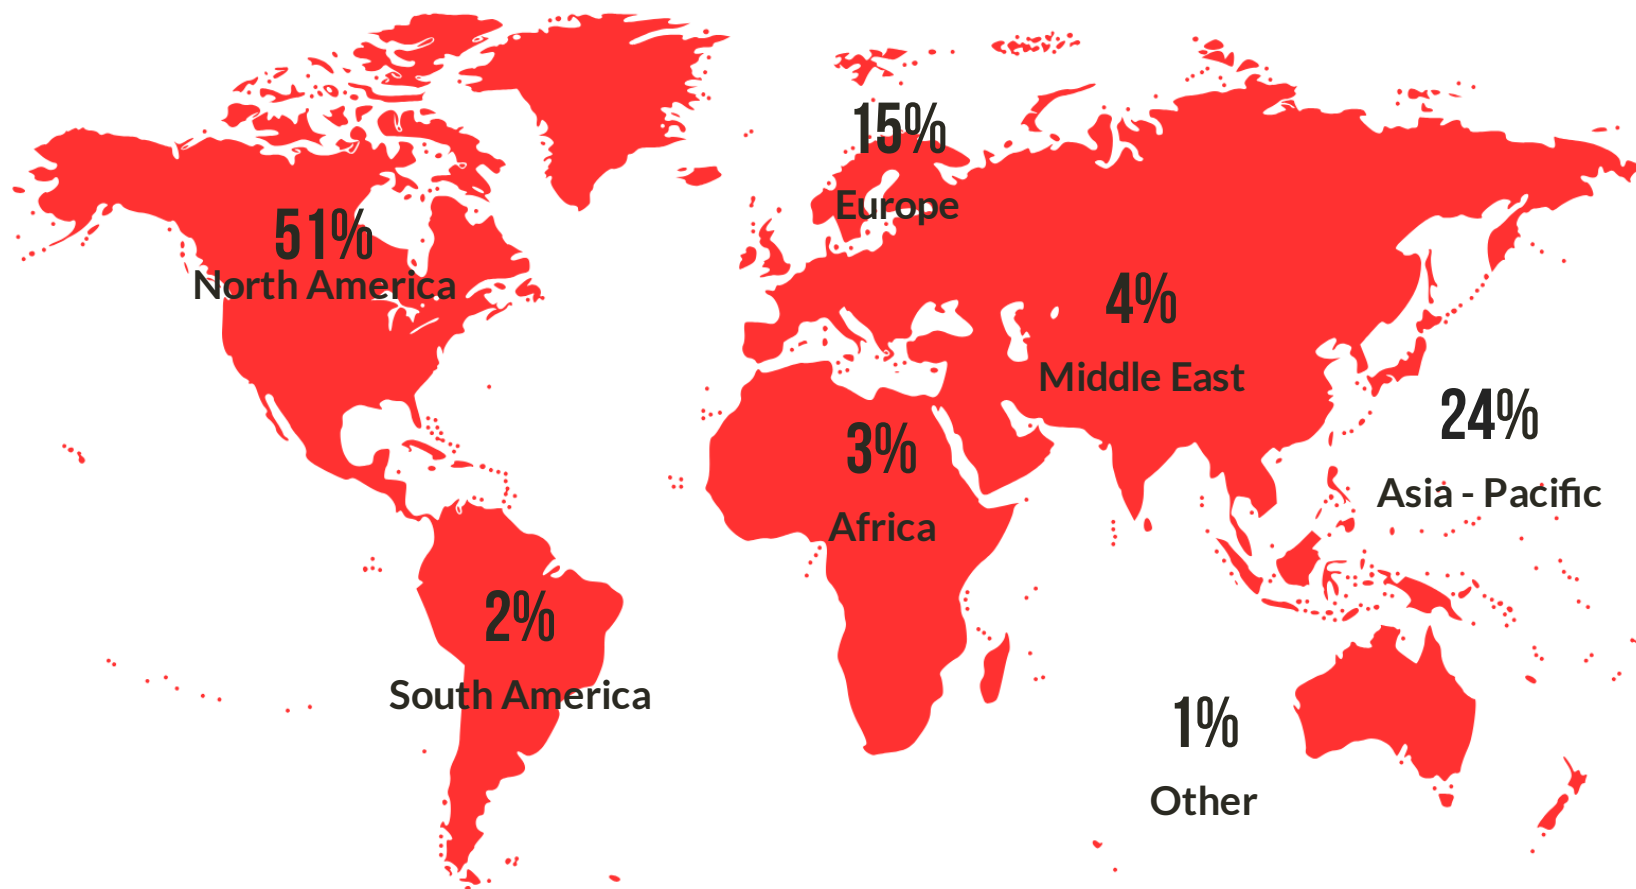 15%
Europe
51%
North America
4%
Middle East
24%
Asia - Pacific
3%
Africa
2%
South America
1%
Other